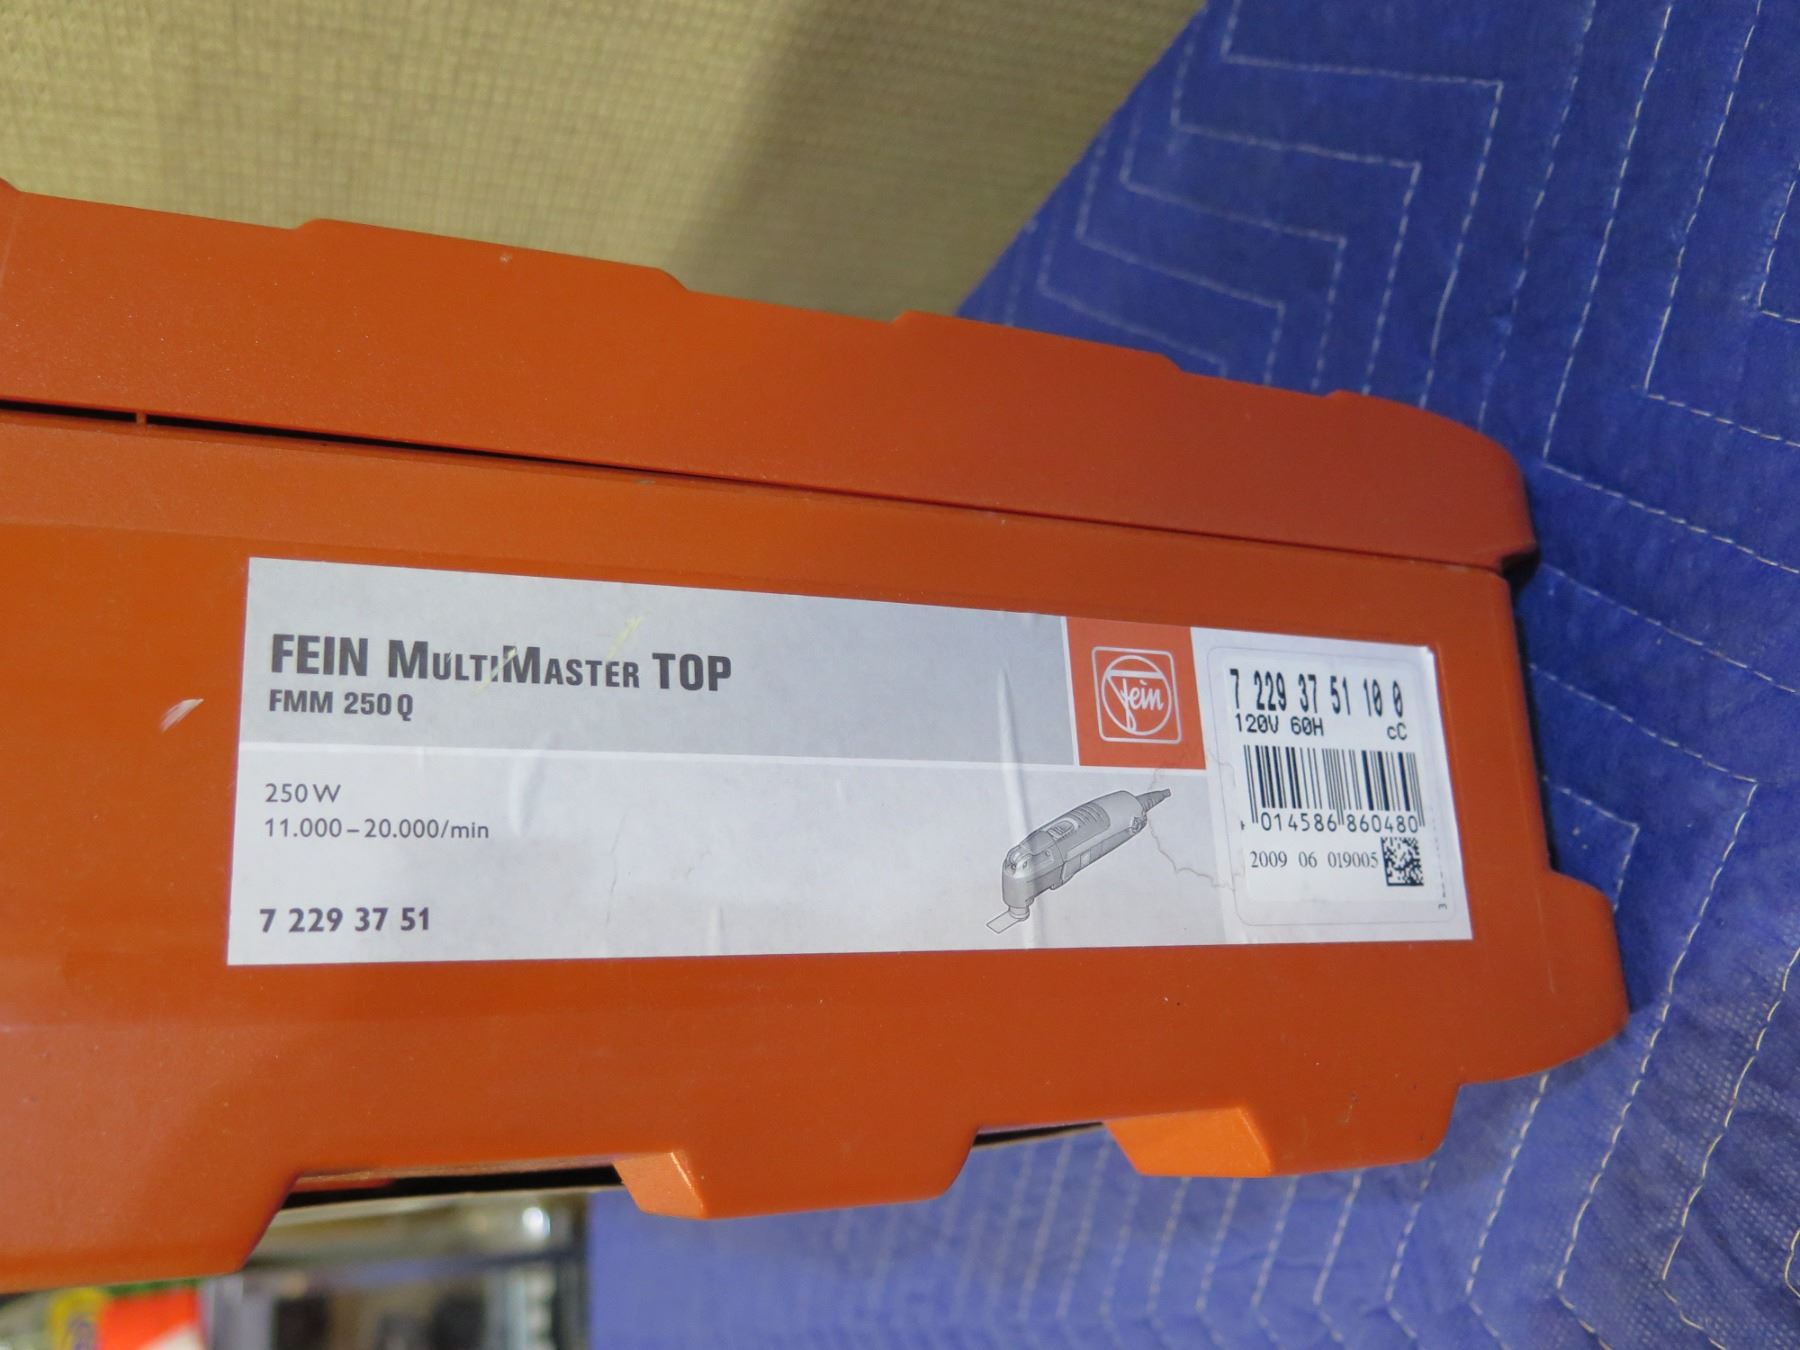 FEIN MULTIMASTER TOP
FMM 250 Q
250 W
11.000 – 20.000/min
7 229 37 51
fein
7 229 37 51 10 0
120V 60H cC
4 014586 860480
2009 06 019005